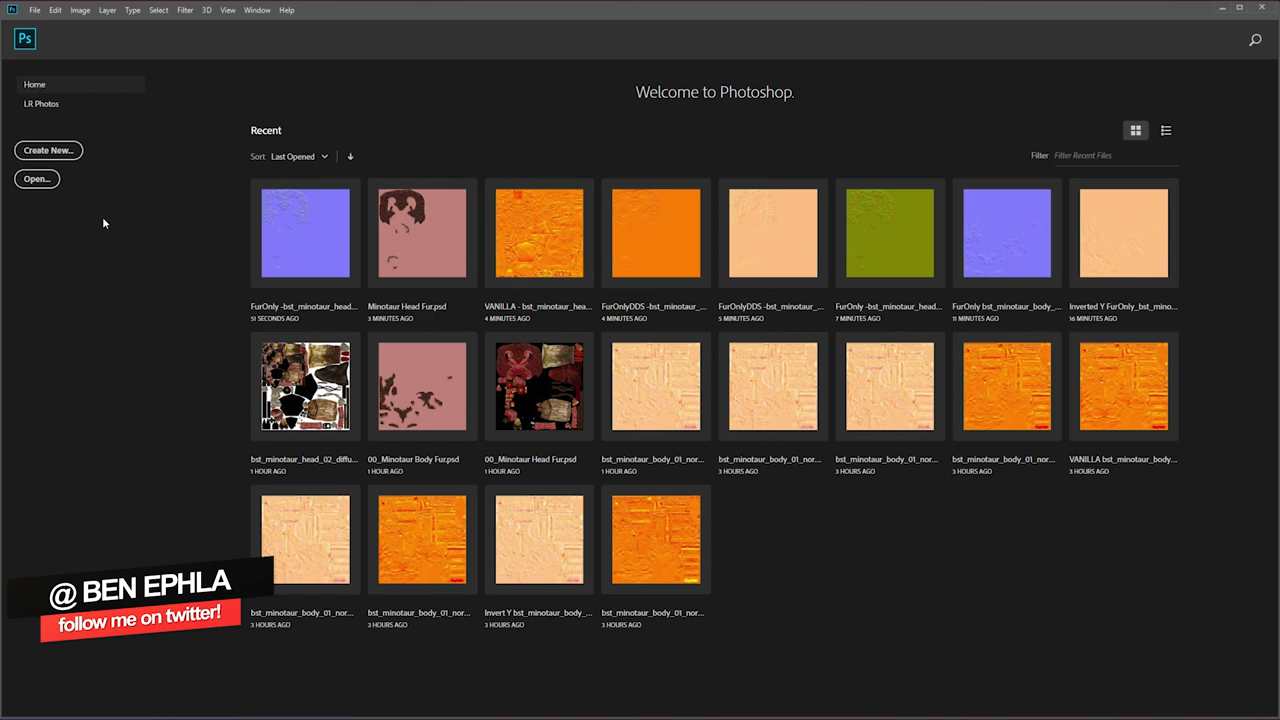 Ps File Edit Image Layer Type Select Filter 3D View Window Help
Ps
Home
LR Photos
Create New...
Open...
Welcome to Photoshop.
Recent
Sort Last Opened
Filter Filter Recent Files
FurOnly -bst_minotaur_head... Minotaur Head Fur.psd VANILLA - bst_minotaur_hea... FurOnlyDDS -bst_minotaur_... FurOnlyDDS -bst_minotaur_... FurOnly -bst_minotaur_head... FurOnly bst_minotaur_body_... Inverted Y FurOnly_bst_mino...
51 SECONDS AGO 3 MINUTES AGO 4 MINUTES AGO 4 MINUTES AGO 5 MINUTES AGO 7 MINUTES AGO 11 MINUTES AGO 16 MINUTES AGO
bst_minotaur_head_02_diffu... 00_Minotaur Body Fur.psd 00_Minotaur Head Fur.psd bst_minotaur_body_01_nor... bst_minotaur_body_01_nor... bst_minotaur_body_01_nor... bst_minotaur_body_01_nor... VANILLA bst_minotaur_body...
1 HOUR AGO 1 HOUR AGO 1 HOUR AGO 1 HOUR AGO 3 HOURS AGO 3 HOURS AGO 3 HOURS AGO 3 HOURS AGO
bst_minotaur_body_01_nor... bst_minotaur_body_01_nor... Invert Y bst_minotaur_body_... bst_minotaur_body_01_nor...
3 HOURS AGO 3 HOURS AGO 3 HOURS AGO 3 HOURS AGO
@ BEN EPHLA
follow me on twitter!